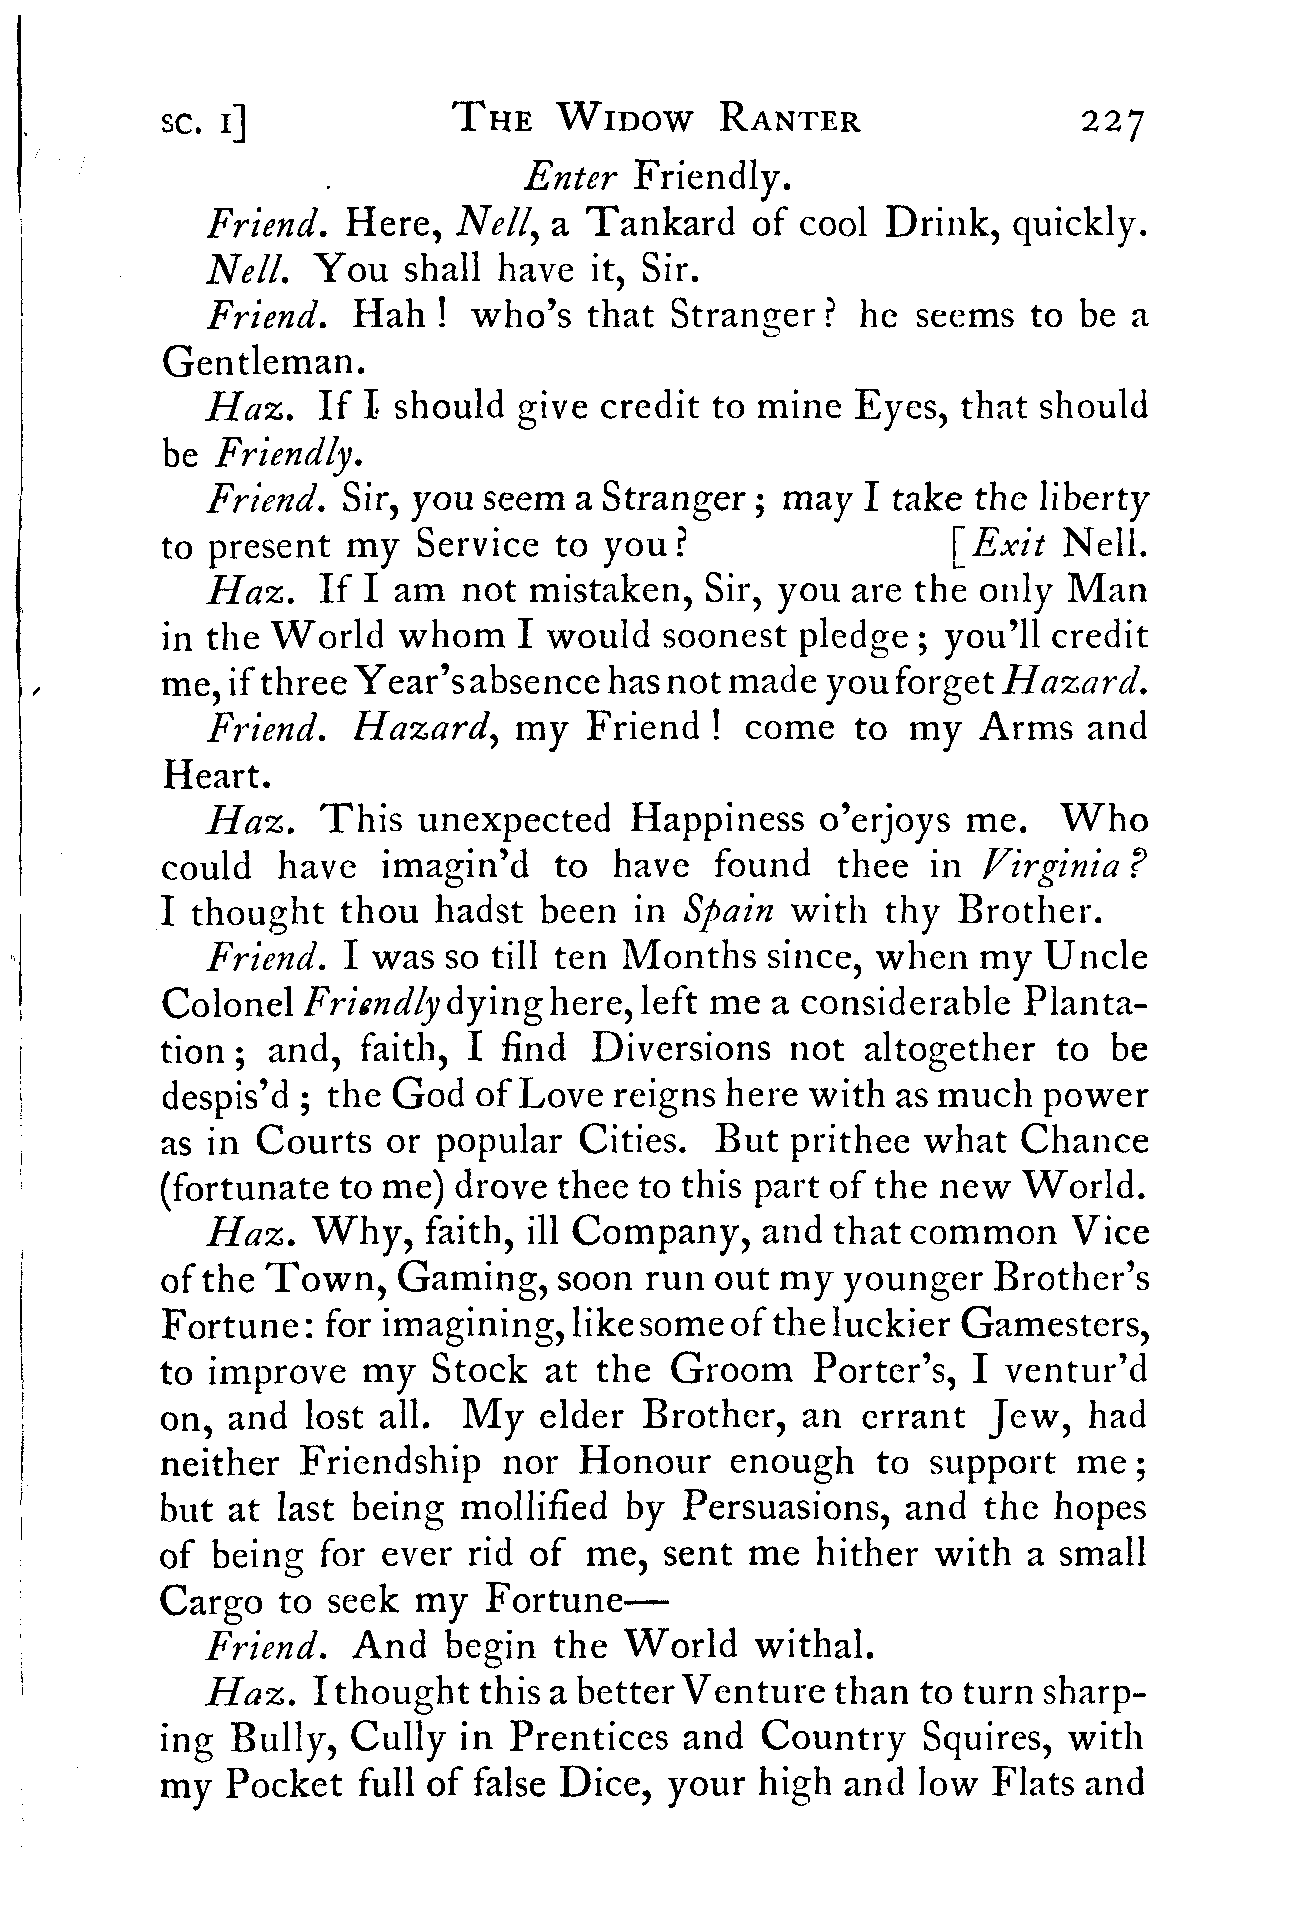 SC. I] THE WIDOW RANTER 227
Enter Friendly.
Friend. Here, Nell, a Tankard of cool Drink, quickly.
Nell. You shall have it, Sir.
Friend. Hah! who's that Stranger? he seems to be a
Gentleman.
Haz. If I should give credit to mine Eyes, that should
be Friendly.
Friend. Sir, you seem a Stranger; may I take the liberty
to present my Service to you? [Exit Nell.
Haz. If I am not mistaken, Sir, you are the only Man
in the World whom I would soonest pledge; you'll credit
me, if three Year's absence has not made you forget Hazard.
Friend. Hazard, my Friend! come to my Arms and
Heart.
Haz. This unexpected Happiness o'erjoys me. Who
could have imagin'd to have found thee in Virginia?
I thought thou hadst been in Spain with thy Brother.
Friend. I was so till ten Months since, when my Uncle
Colonel Friendly dying here, left me a considerable Planta-
tion; and, faith, I find Diversions not altogether to be
despis'd; the God of Love reigns here with as much power
as in Courts or popular Cities. But prithee what Chance
(fortunate to me) drove thee to this part of the new World.
Haz. Why, faith, ill Company, and that common Vice
of the Town, Gaming, soon run out my younger Brother's
Fortune: for imagining, like some of the luckier Gamesters,
to improve my Stock at the Groom Porter's, I ventur'd
on, and lost all. My elder Brother, an errant Jew, had
neither Friendship nor Honour enough to support me;
but at last being mollified by Persuasions, and the hopes
of being for ever rid of me, sent me hither with a small
Cargo to seek my Fortune—
Friend. And begin the World withal.
Haz. I thought this a better Venture than to turn sharp-
ing Bully, Cully in Prentices and Country Squires, with
my Pocket full of false Dice, your high and low Flats and